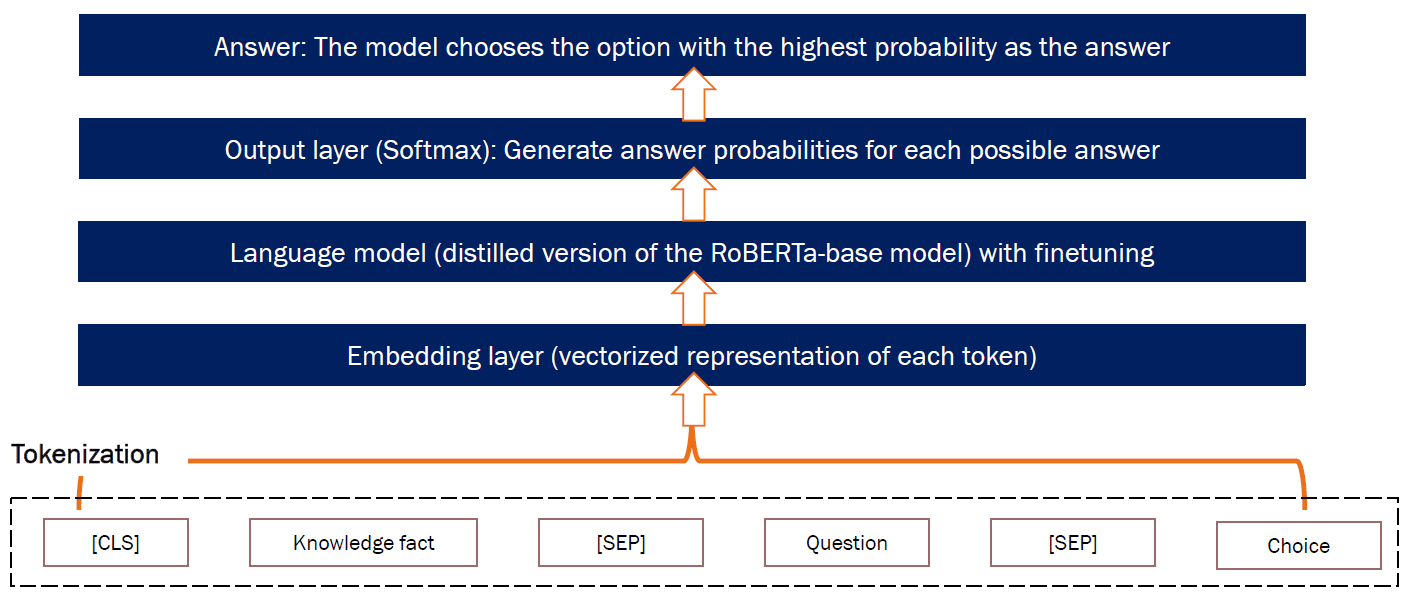 Answer: The model chooses the option with the highest probability as the answer
Output layer (Softmax): Generate answer probabilities for each possible answer
Language model (distilled version of the RoBERTa-base model) with finetuning
Embedding layer (vectorized representation of each token)
Tokenization
[CLS]
Knowledge fact
[SEP]
Question
[SEP]
Choice